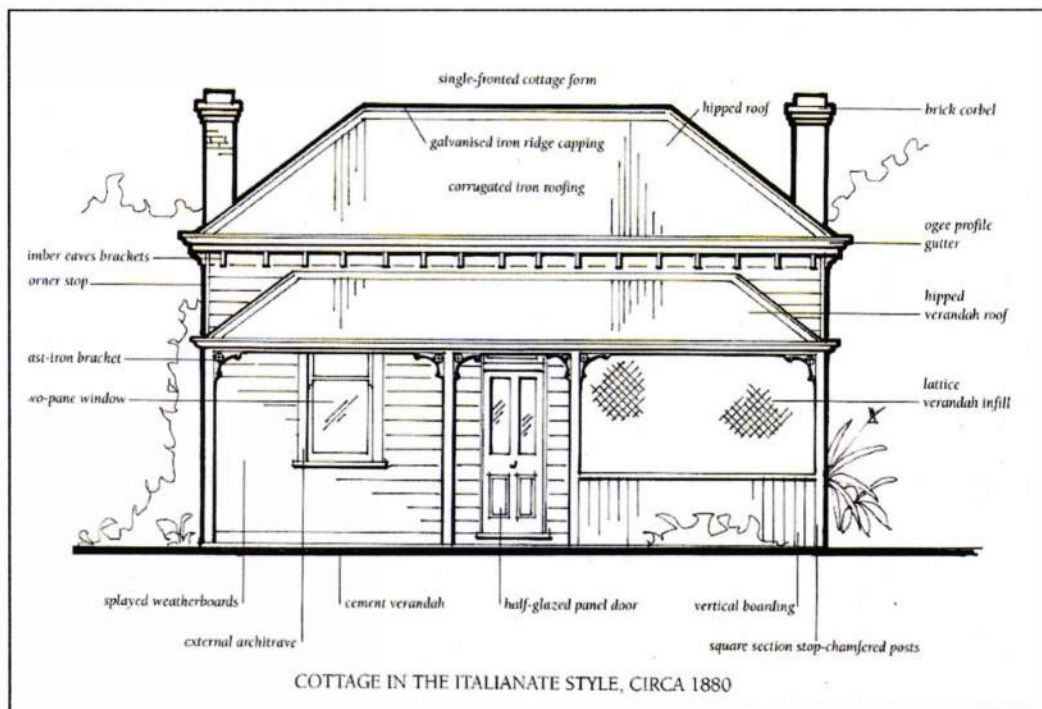 single-fronted cottage form
hipped roof
brick corbel
galvanised iron ridge capping
corrugated iron roofing
ogee profile
gutter
imber eaves brackets
orner stop
hipped
verandah roof
ast-iron bracket
wo-pane window
lattice
verandah infill
splayed weatherboards
cement verandah
half-glazed panel door
vertical boarding
external architrave
square section stop-chamfered posts
COTTAGE IN THE ITALIANATE STYLE, CIRCA 1880